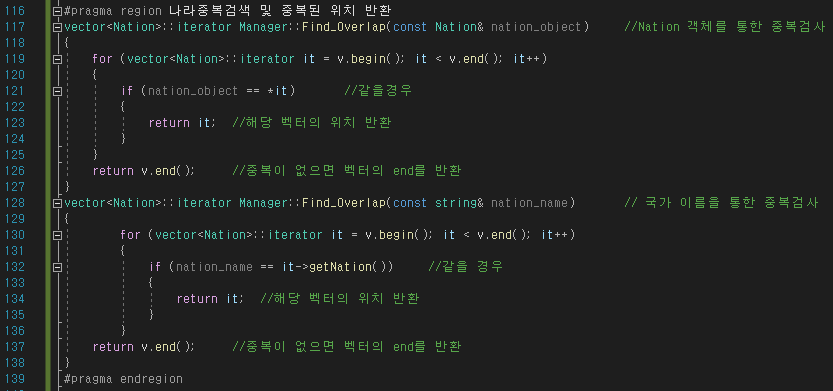 116 #pragma region 나라중복검색 및 중복된 위치 반환
117 vector<Nation>::iterator Manager::Find_Overlap(const Nation& nation_object) //Nation 객체를 통한 중복검사
118 {
119 for (vector<Nation>::iterator it = v.begin(); it < v.end(); it++)
120 {
121 if (nation_object == *it) //같을경우
122 {
123 return it; //해당 벡터의 위치 반환
124 }
125 }
126 return v.end(); //중복이 없으면 벡터의 end를 반환
127 }
128 vector<Nation>::iterator Manager::Find_Overlap(const string& nation_name) // 국가 이름을 통한 중복검사
129 {
130 for (vector<Nation>::iterator it = v.begin(); it < v.end(); it++)
131 {
132 if (nation_name == it->getNation()) //같을 경우
133 {
134 return it; //해당 벡터의 위치 반환
135 }
136 }
137 return v.end(); //중복이 없으면 벡터의 end를 반환
138 }
139 #pragma endregion